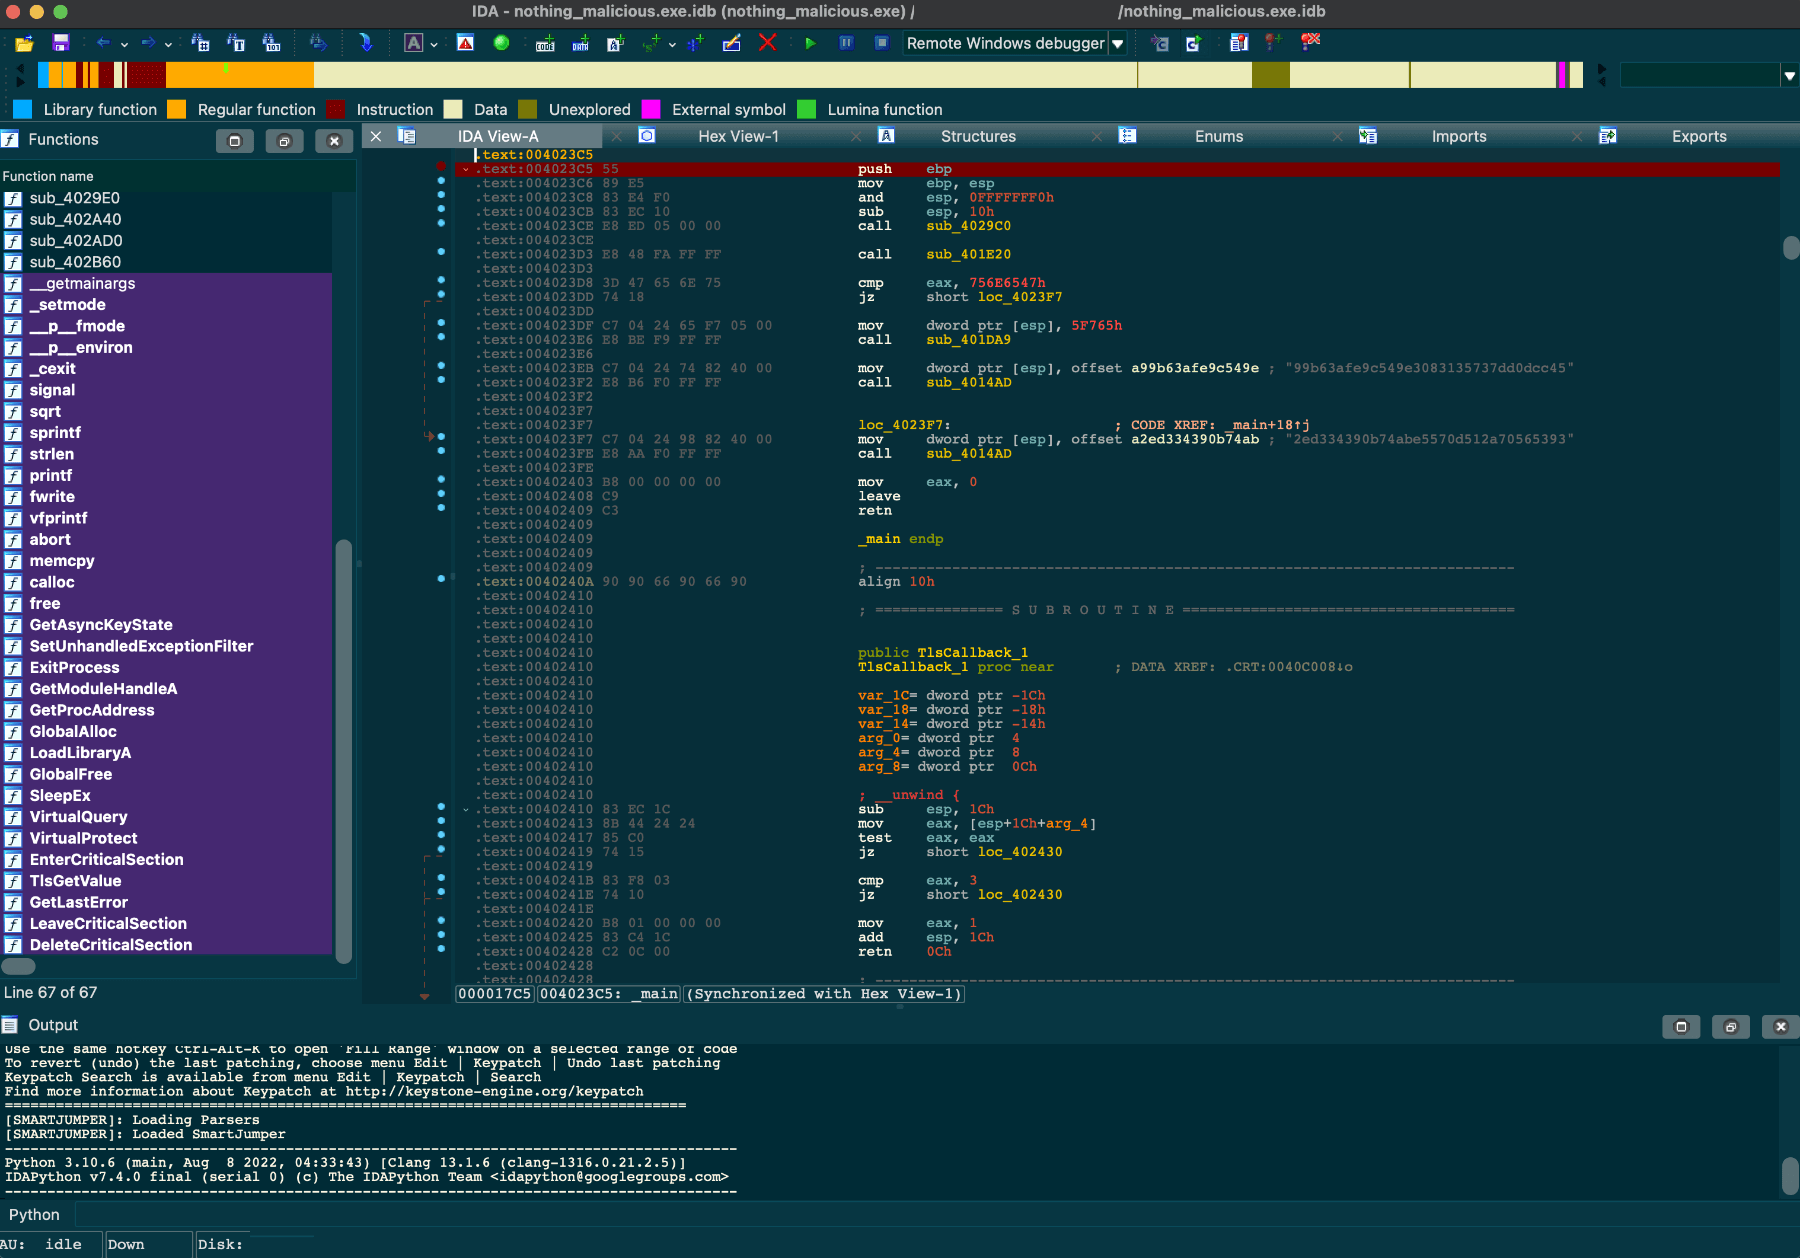 IDA - nothing_malicious.exe.idb (nothing_malicious.exe) / /nothing_malicious.exe.idb
Remote Windows debugger
Library function Regular function Instruction Data Unexplored External symbol Lumina function
Functions
IDA View-A Hex View-1 Structures Enums Imports Exports
Function name
sub_4029E0
sub_402A40
sub_402AD0
sub_402B60
__getmainargs
_setmode
__p__fmode
__p__environ
_cexit
signal
sqrt
sprintf
strlen
printf
fwrite
vfprintf
abort
memcpy
calloc
free
GetAsyncKeyState
SetUnhandledExceptionFilter
ExitProcess
GetModuleHandleA
GetProcAddress
GlobalAlloc
LoadLibraryA
GlobalFree
SleepEx
VirtualQuery
VirtualProtect
EnterCriticalSection
TlsGetValue
GetLastError
LeaveCriticalSection
DeleteCriticalSection
Line 67 of 67
.text:004023C5
.text:004023C5 55 push ebp
.text:004023C6 89 E5 mov ebp, esp
.text:004023C8 83 E4 F0 and esp, 0FFFFFFF0h
.text:004023CB 83 EC 10 sub esp, 10h
.text:004023CE E8 ED 05 00 00 call sub_4029C0
.text:004023CE
.text:004023D3 E8 48 FA FF FF call sub_401E20
.text:004023D3
.text:004023D8 3D 47 65 6E 75 cmp eax, 756E6547h
.text:004023DD 74 18 jz short loc_4023F7
.text:004023DD
.text:004023DF C7 04 24 65 F7 05 00 mov dword ptr [esp], 5F765h
.text:004023E6 E8 BE F9 FF FF call sub_401DA9
.text:004023E6
.text:004023EB C7 04 24 74 82 40 00 mov dword ptr [esp], offset a99b63afe9c549e ; "99b63afe9c549e3083135737dd0dcc45"
.text:004023F2 E8 B6 F0 FF FF call sub_4014AD
.text:004023F2
.text:004023F7
.text:004023F7 loc_4023F7: ; CODE XREF: _main+18↑j
.text:004023F7 C7 04 24 98 82 40 00 mov dword ptr [esp], offset a2ed334390b74ab ; "2ed334390b74abe5570d512a70565393"
.text:004023FE E8 AA F0 FF FF call sub_4014AD
.text:004023FE
.text:00402403 B8 00 00 00 00 mov eax, 0
.text:00402408 C9 leave
.text:00402409 C3 retn
.text:00402409
.text:00402409 _main endp
.text:00402409
.text:00402409 ; ---------------------------------------------------------------------------
.text:0040240A 90 90 66 90 66 90 align 10h
.text:00402410
.text:00402410 ; =============== S U B R O U T I N E =======================================
.text:00402410
.text:00402410
.text:00402410 public TlsCallback_1
.text:00402410 TlsCallback_1 proc near ; DATA XREF: .CRT:0040C008↓o
.text:00402410
.text:00402410 var_1C= dword ptr -1Ch
.text:00402410 var_18= dword ptr -18h
.text:00402410 var_14= dword ptr -14h
.text:00402410 arg_0= dword ptr 4
.text:00402410 arg_4= dword ptr 8
.text:00402410 arg_8= dword ptr 0Ch
.text:00402410
.text:00402410 ; __unwind {
.text:00402410 83 EC 1C sub esp, 1Ch
.text:00402413 8B 44 24 24 mov eax, [esp+1Ch+arg_4]
.text:00402417 85 C0 test eax, eax
.text:00402419 74 15 jz short loc_402430
.text:00402419
.text:0040241B 83 F8 03 cmp eax, 3
.text:0040241E 74 10 jz short loc_402430
.text:0040241E
.text:00402420 B8 01 00 00 00 mov eax, 1
.text:00402425 83 C4 1C add esp, 1Ch
.text:00402428 C2 0C 00 retn 0Ch
.text:00402428
.text:00402428 ; ---------------------------------------------------------------------------
000017C5 004023C5: _main (Synchronized with Hex View-1)
Output
Use the same hotkey Ctrl-Alt-K to open 'Fill Range' window on a selected range of code
To revert (undo) the last patching, choose menu Edit | Keypatch | Undo last patching
Keypatch Search is available from menu Edit | Keypatch | Search
Find more information about Keypatch at http://keystone-engine.org/keypatch
================================================================================
[SMARTJUMPER]: Loading Parsers
[SMARTJUMPER]: Loaded SmartJumper
--------------------------------------------------------------------------------------
Python 3.10.6 (main, Aug 8 2022, 04:33:43) [Clang 13.1.6 (clang-1316.0.21.2.5)]
IDAPython v7.4.0 final (serial 0) (c) The IDAPython Team <idapython@googlegroups.com>
--------------------------------------------------------------------------------------
Python
AU: idle Down Disk: